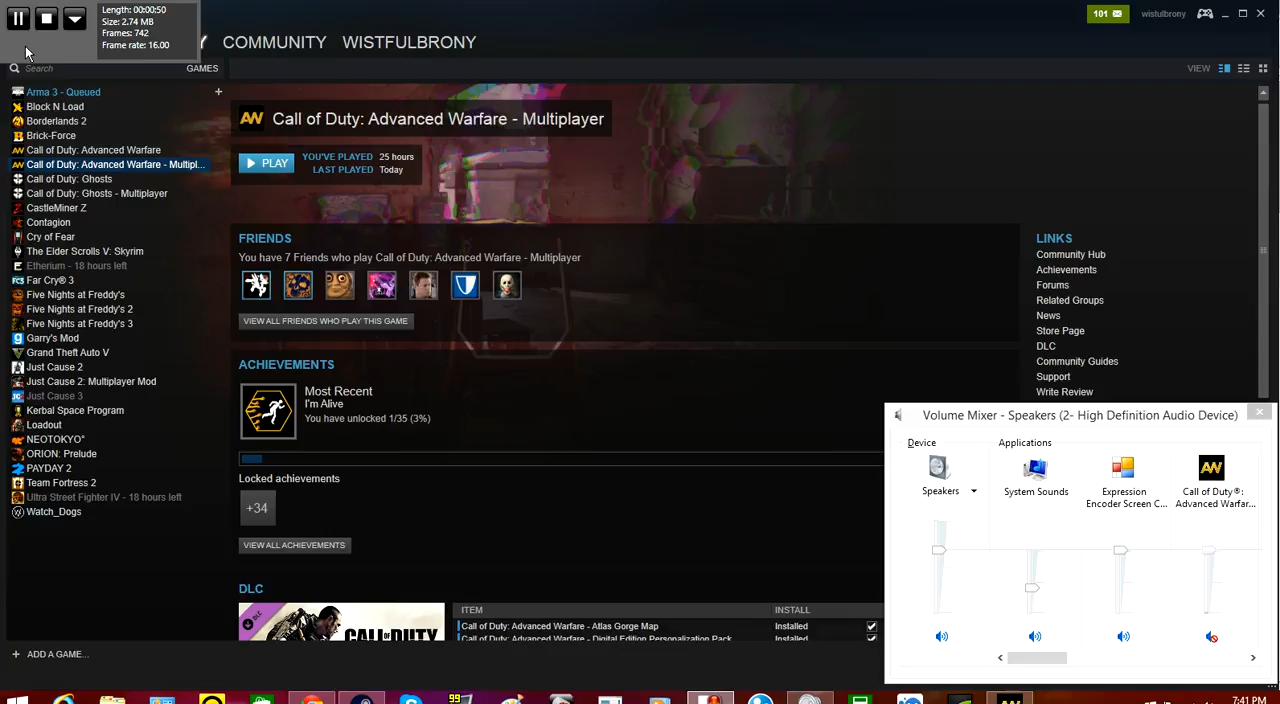 Length: 00:00:50
Size: 2.74 MB
Frames: 742
Frame rate: 16.00
101
wistulbrony
Y COMMUNITY WISTFULBRONY
Search GAMES
VIEW
Arma 3 - Queued +
Block N Load
Borderlands 2
Brick-Force
Call of Duty: Advanced Warfare
Call of Duty: Advanced Warfare - Multipl...
Call of Duty: Ghosts
Call of Duty: Ghosts - Multiplayer
CastleMiner Z
Contagion
Cry of Fear
The Elder Scrolls V: Skyrim
Etherium - 18 hours left
Far Cry® 3
Five Nights at Freddy's
Five Nights at Freddy's 2
Five Nights at Freddy's 3
Garry's Mod
Grand Theft Auto V
Just Cause 2
Just Cause 2: Multiplayer Mod
Just Cause 3
Kerbal Space Program
Loadout
NEOTOKYO°
ORION: Prelude
PAYDAY 2
Team Fortress 2
Ultra Street Fighter IV - 18 hours left
Watch_Dogs
+ ADD A GAME...
AW Call of Duty: Advanced Warfare - Multiplayer
PLAY
YOU'VE PLAYED 25 hours
LAST PLAYED Today
FRIENDS
You have 7 Friends who play Call of Duty: Advanced Warfare - Multiplayer
VIEW ALL FRIENDS WHO PLAY THIS GAME
ACHIEVEMENTS
Most Recent
I'm Alive
You have unlocked 1/35 (3%)
Locked achievements
+34
VIEW ALL ACHIEVEMENTS
DLC
DLC
CALL OF DUTY
ITEM INSTALL
Call of Duty: Advanced Warfare - Atlas Gorge Map Installed
Call of Duty: Advanced Warfare - Digital Edition Personalization Pack Installed
LINKS
Community Hub
Achievements
Forums
Related Groups
News
Store Page
DLC
Community Guides
Support
Write Review
Volume Mixer - Speakers (2- High Definition Audio Device)
Device
Applications
AW
Speakers
System Sounds
Expression
Encoder Screen C...
Call of Duty®:
Advanced Warfar...
99
7:41 PM